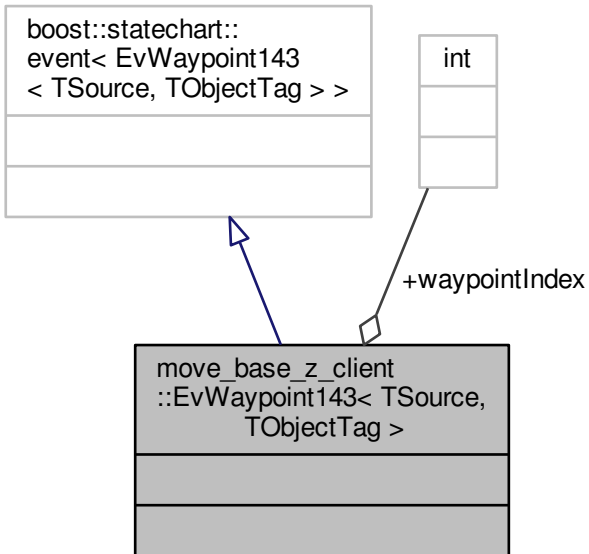 boost::statechart::
event< EvWaypoint143
< TSource, TObjectTag > >
int
+waypointIndex
move_base_z_client
::EvWaypoint143< TSource,
TObjectTag >